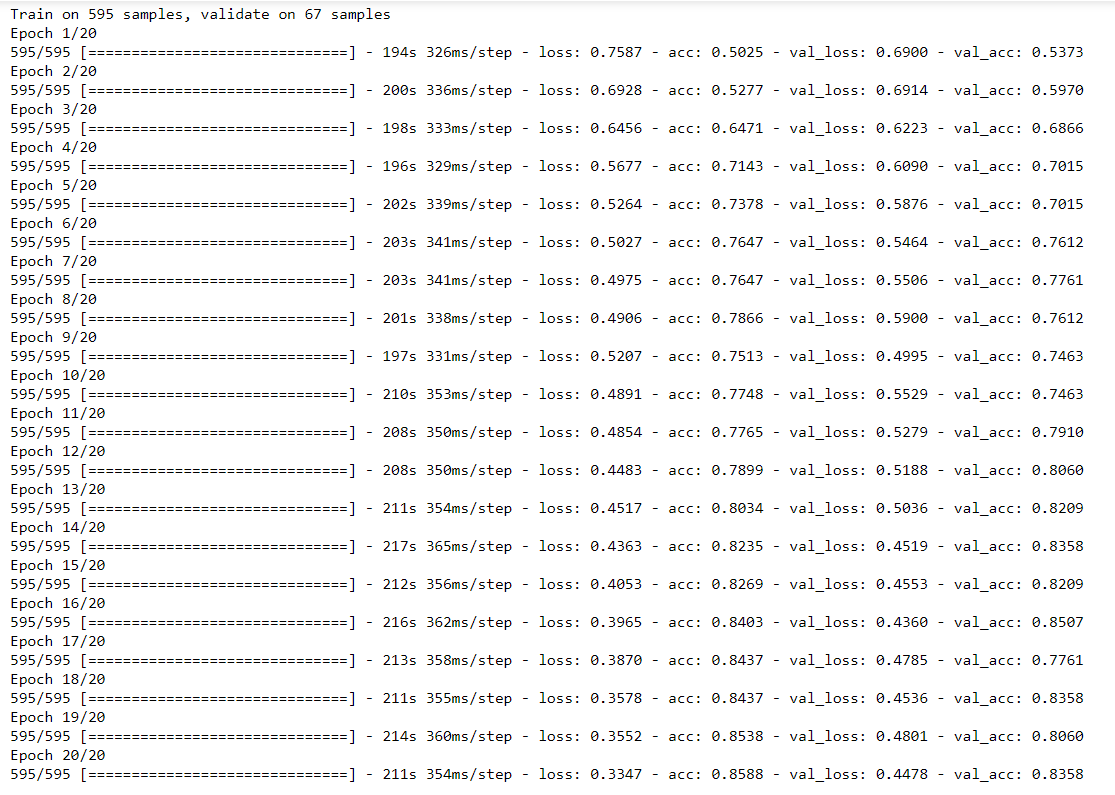 Train on 595 samples, validate on 67 samples
Epoch 1/20
595/595 [==============================] - 194s 326ms/step - loss: 0.7587 - acc: 0.5025 - val_loss: 0.6900 - val_acc: 0.5373
Epoch 2/20
595/595 [==============================] - 200s 336ms/step - loss: 0.6928 - acc: 0.5277 - val_loss: 0.6914 - val_acc: 0.5970
Epoch 3/20
595/595 [==============================] - 198s 333ms/step - loss: 0.6456 - acc: 0.6471 - val_loss: 0.6223 - val_acc: 0.6866
Epoch 4/20
595/595 [==============================] - 196s 329ms/step - loss: 0.5677 - acc: 0.7143 - val_loss: 0.6090 - val_acc: 0.7015
Epoch 5/20
595/595 [==============================] - 202s 339ms/step - loss: 0.5264 - acc: 0.7378 - val_loss: 0.5876 - val_acc: 0.7015
Epoch 6/20
595/595 [==============================] - 203s 341ms/step - loss: 0.5027 - acc: 0.7647 - val_loss: 0.5464 - val_acc: 0.7612
Epoch 7/20
595/595 [==============================] - 203s 341ms/step - loss: 0.4975 - acc: 0.7647 - val_loss: 0.5506 - val_acc: 0.7761
Epoch 8/20
595/595 [==============================] - 201s 338ms/step - loss: 0.4906 - acc: 0.7866 - val_loss: 0.5900 - val_acc: 0.7612
Epoch 9/20
595/595 [==============================] - 197s 331ms/step - loss: 0.5207 - acc: 0.7513 - val_loss: 0.4995 - val_acc: 0.7463
Epoch 10/20
595/595 [==============================] - 210s 353ms/step - loss: 0.4891 - acc: 0.7748 - val_loss: 0.5529 - val_acc: 0.7463
Epoch 11/20
595/595 [==============================] - 208s 350ms/step - loss: 0.4854 - acc: 0.7765 - val_loss: 0.5279 - val_acc: 0.7910
Epoch 12/20
595/595 [==============================] - 208s 350ms/step - loss: 0.4483 - acc: 0.7899 - val_loss: 0.5188 - val_acc: 0.8060
Epoch 13/20
595/595 [==============================] - 211s 354ms/step - loss: 0.4517 - acc: 0.8034 - val_loss: 0.5036 - val_acc: 0.8209
Epoch 14/20
595/595 [==============================] - 217s 365ms/step - loss: 0.4363 - acc: 0.8235 - val_loss: 0.4519 - val_acc: 0.8358
Epoch 15/20
595/595 [==============================] - 212s 356ms/step - loss: 0.4053 - acc: 0.8269 - val_loss: 0.4553 - val_acc: 0.8209
Epoch 16/20
595/595 [==============================] - 216s 362ms/step - loss: 0.3965 - acc: 0.8403 - val_loss: 0.4360 - val_acc: 0.8507
Epoch 17/20
595/595 [==============================] - 213s 358ms/step - loss: 0.3870 - acc: 0.8437 - val_loss: 0.4785 - val_acc: 0.7761
Epoch 18/20
595/595 [==============================] - 211s 355ms/step - loss: 0.3578 - acc: 0.8437 - val_loss: 0.4536 - val_acc: 0.8358
Epoch 19/20
595/595 [==============================] - 214s 360ms/step - loss: 0.3552 - acc: 0.8538 - val_loss: 0.4801 - val_acc: 0.8060
Epoch 20/20
595/595 [==============================] - 211s 354ms/step - loss: 0.3347 - acc: 0.8588 - val_loss: 0.4478 - val_acc: 0.8358